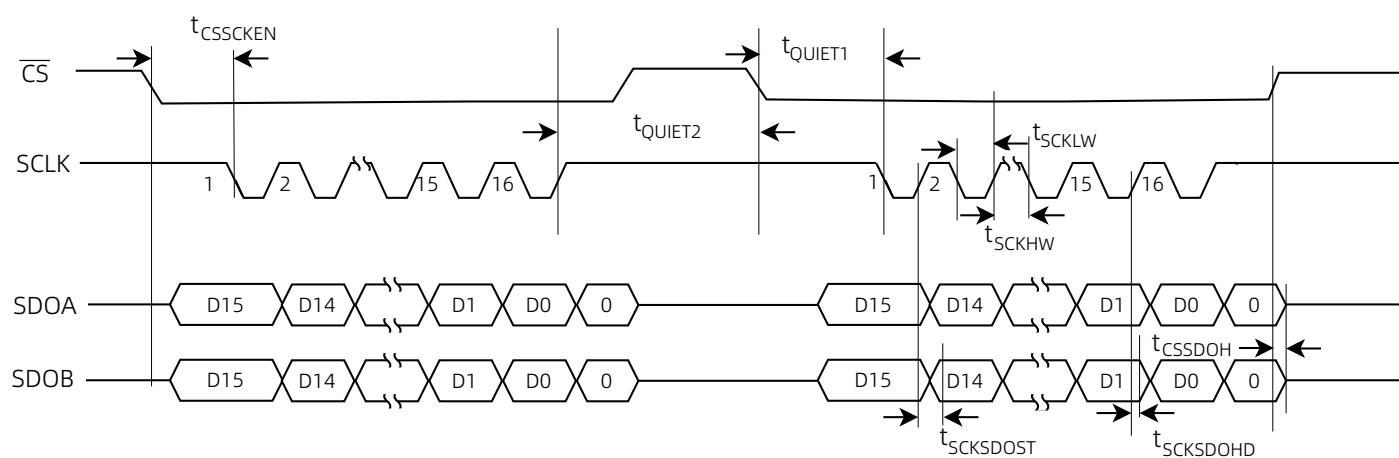 tCSSCKEN
tQUIET1
CS
tQUIET2
tSCKLW
SCLK
1 2 15 16 1 2 15 16
tSCKHW
SDOA D15 D14 D1 D0 0 D15 D14 D1 D0 0
tCSSDOH
SDOB D15 D14 D1 D0 0 D15 D14 D1 D0 0
tSCKSDOST
tSCKSDOHD